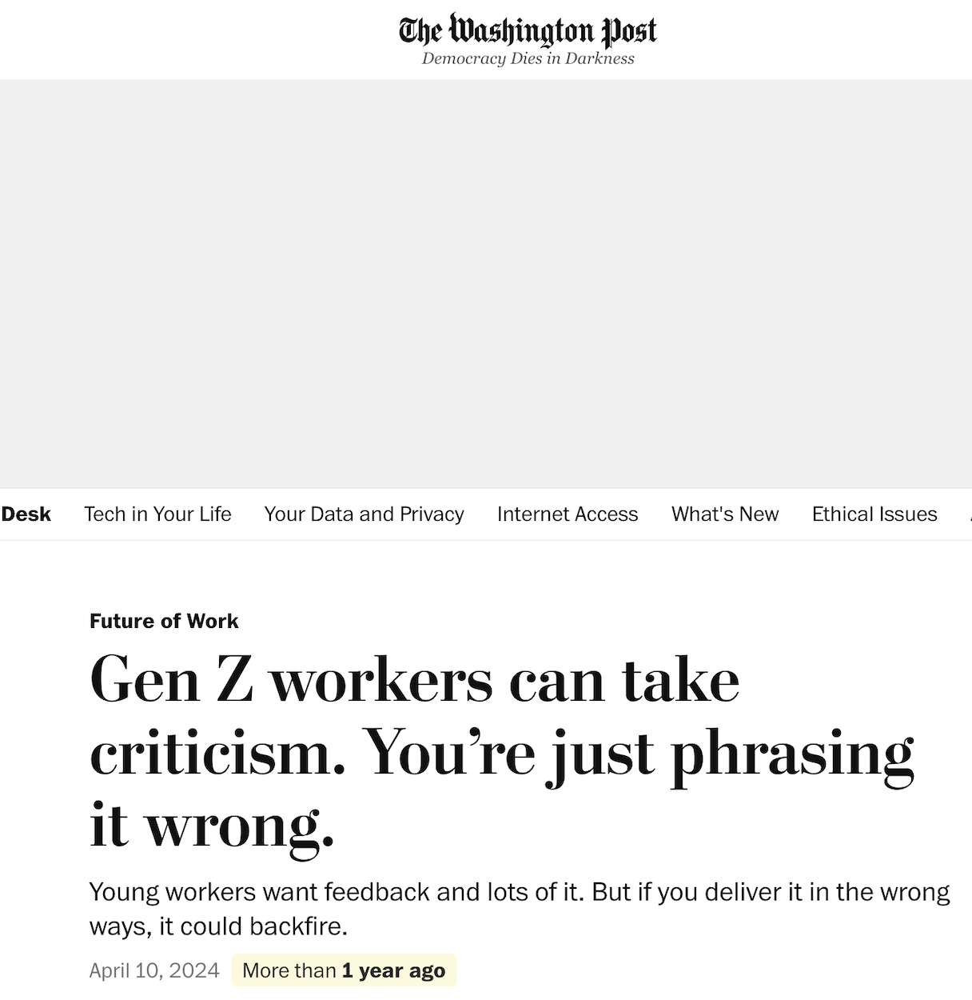 The Washington Post
Democracy Dies in Darkness
Desk Tech in Your Life Your Data and Privacy Internet Access What's New Ethical Issues
Future of Work
Gen Z workers can take
criticism. You’re just phrasing
it wrong.
Young workers want feedback and lots of it. But if you deliver it in the wrong
ways, it could backfire.
April 10, 2024 More than 1 year ago